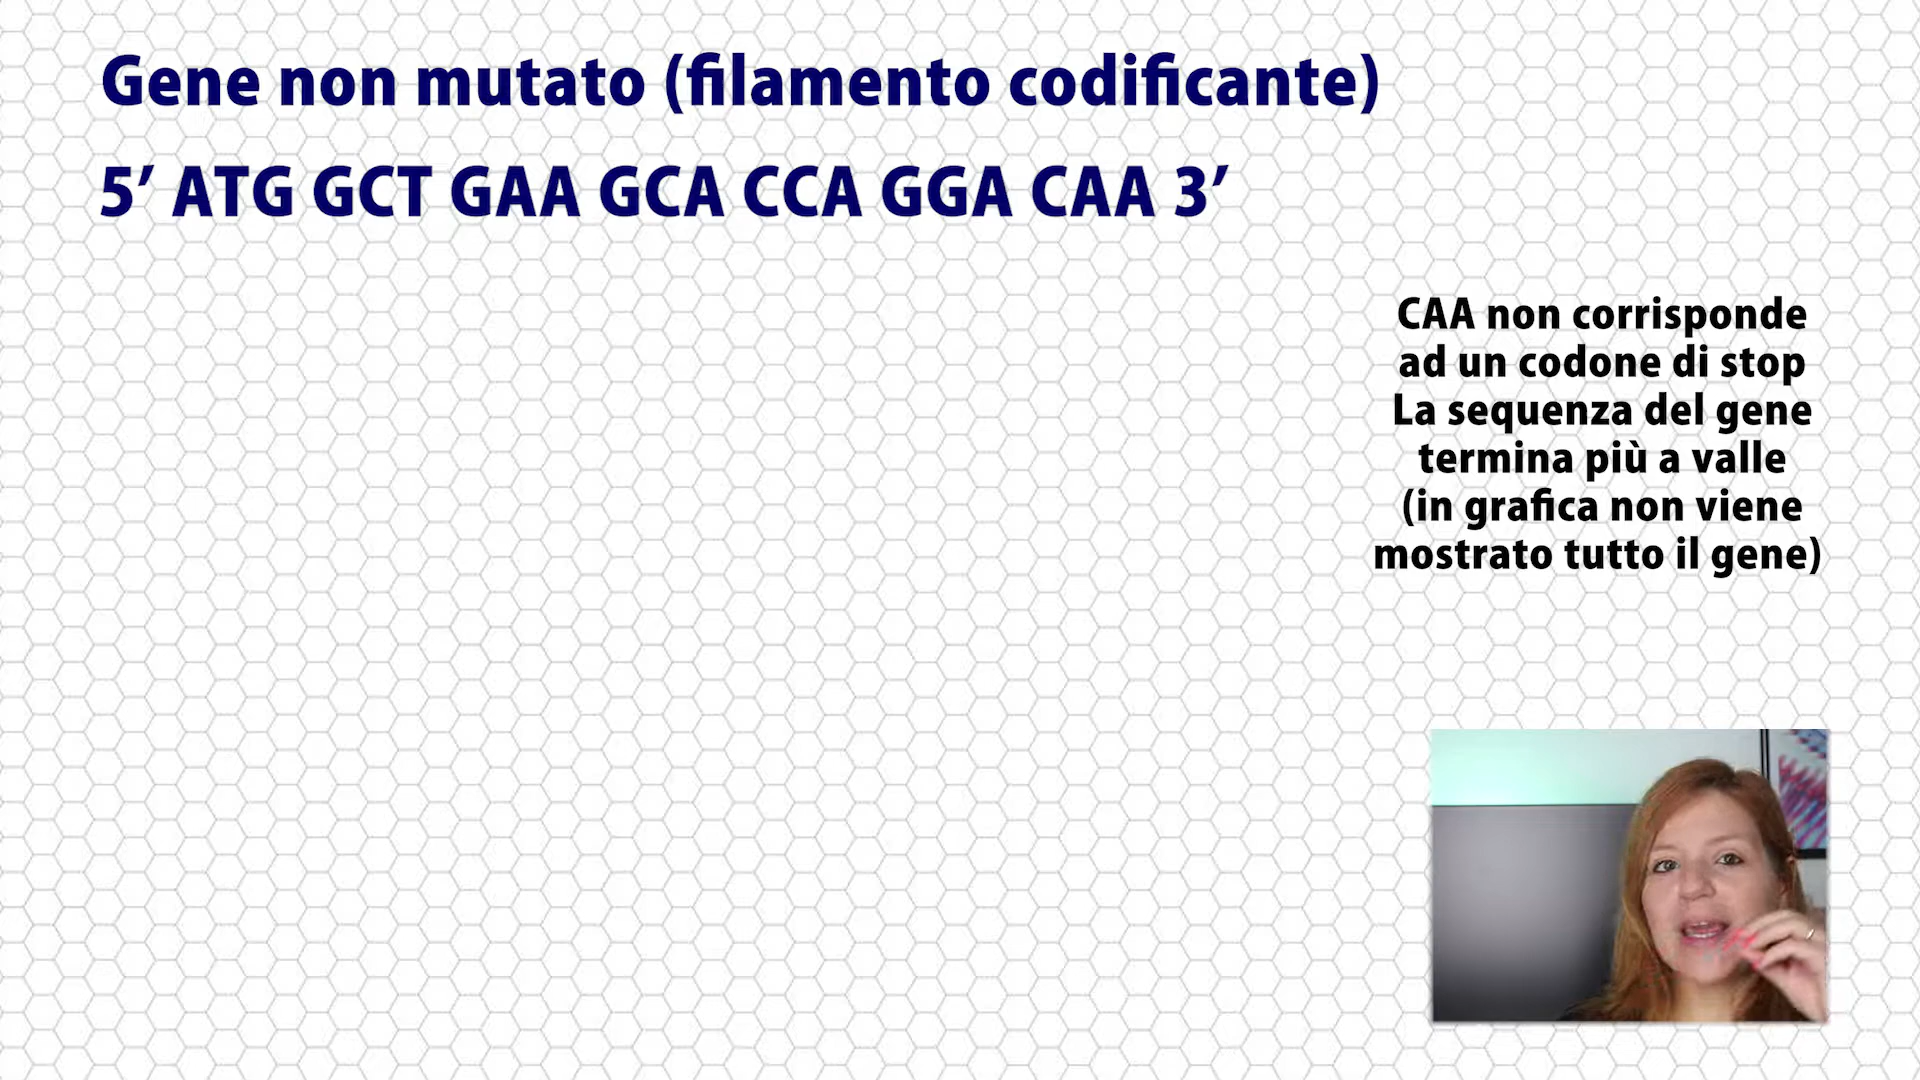 Gene non mutato (filamento codificante)
5’ ATG GCT GAA GCA CCA GGA CAA 3’
CAA non corrisponde
ad un codone di stop
La sequenza del gene
termina più a valle
(in grafica non viene
mostrato tutto il gene)